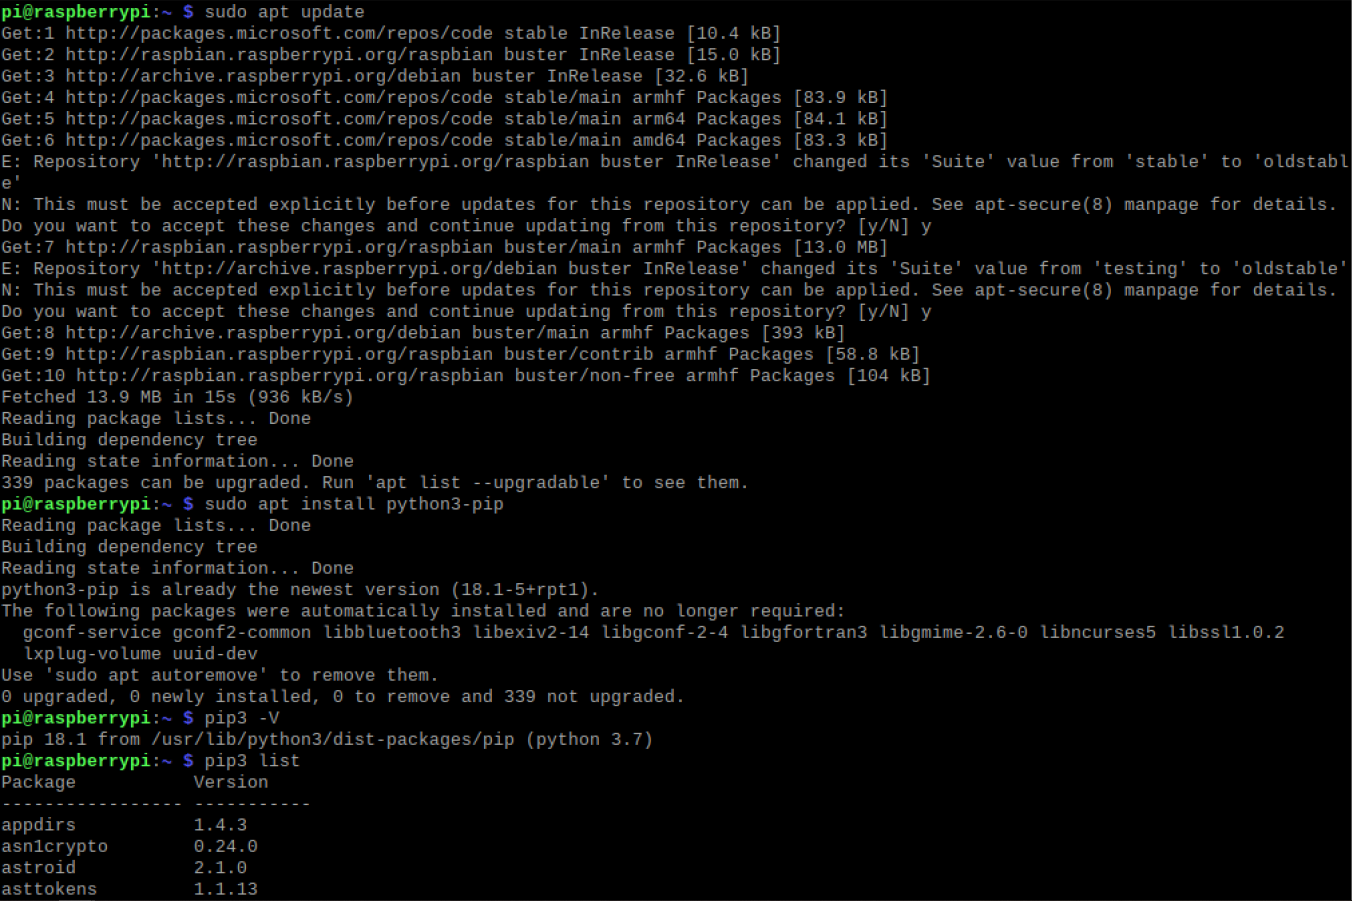 pi@raspberrypi:~ $ sudo apt update
Get:1 http://packages.microsoft.com/repos/code stable InRelease [10.4 kB]
Get:2 http://raspbian.raspberrypi.org/raspbian buster InRelease [15.0 kB]
Get:3 http://archive.raspberrypi.org/debian buster InRelease [32.6 kB]
Get:4 http://packages.microsoft.com/repos/code stable/main armhf Packages [83.9 kB]
Get:5 http://packages.microsoft.com/repos/code stable/main arm64 Packages [84.1 kB]
Get:6 http://packages.microsoft.com/repos/code stable/main amd64 Packages [83.3 kB]
E: Repository 'http://raspbian.raspberrypi.org/raspbian buster InRelease' changed its 'Suite' value from 'stable' to 'oldstabl
e'
N: This must be accepted explicitly before updates for this repository can be applied. See apt-secure(8) manpage for details.
Do you want to accept these changes and continue updating from this repository? [y/N] y
Get:7 http://raspbian.raspberrypi.org/raspbian buster/main armhf Packages [13.0 MB]
E: Repository 'http://archive.raspberrypi.org/debian buster InRelease' changed its 'Suite' value from 'testing' to 'oldstable'
N: This must be accepted explicitly before updates for this repository can be applied. See apt-secure(8) manpage for details.
Do you want to accept these changes and continue updating from this repository? [y/N] y
Get:8 http://archive.raspberrypi.org/debian buster/main armhf Packages [393 kB]
Get:9 http://raspbian.raspberrypi.org/raspbian buster/contrib armhf Packages [58.8 kB]
Get:10 http://raspbian.raspberrypi.org/raspbian buster/non-free armhf Packages [104 kB]
Fetched 13.9 MB in 15s (936 kB/s)
Reading package lists... Done
Building dependency tree
Reading state information... Done
339 packages can be upgraded. Run 'apt list --upgradable' to see them.
pi@raspberrypi:~ $ sudo apt install python3-pip
Reading package lists... Done
Building dependency tree
Reading state information... Done
python3-pip is already the newest version (18.1-5+rpt1).
The following packages were automatically installed and are no longer required:
  gconf-service gconf2-common libbluetooth3 libexiv2-14 libgconf-2-4 libgfortran3 libgmime-2.6-0 libncurses5 libssl1.0.2
  lxplug-volume uuid-dev
Use 'sudo apt autoremove' to remove them.
0 upgraded, 0 newly installed, 0 to remove and 339 not upgraded.
pi@raspberrypi:~ $ pip3 -V
pip 18.1 from /usr/lib/python3/dist-packages/pip (python 3.7)
pi@raspberrypi:~ $ pip3 list
Package           Version
----------------- -----------
appdirs           1.4.3
asn1crypto        0.24.0
astroid           2.1.0
asttokens         1.1.13